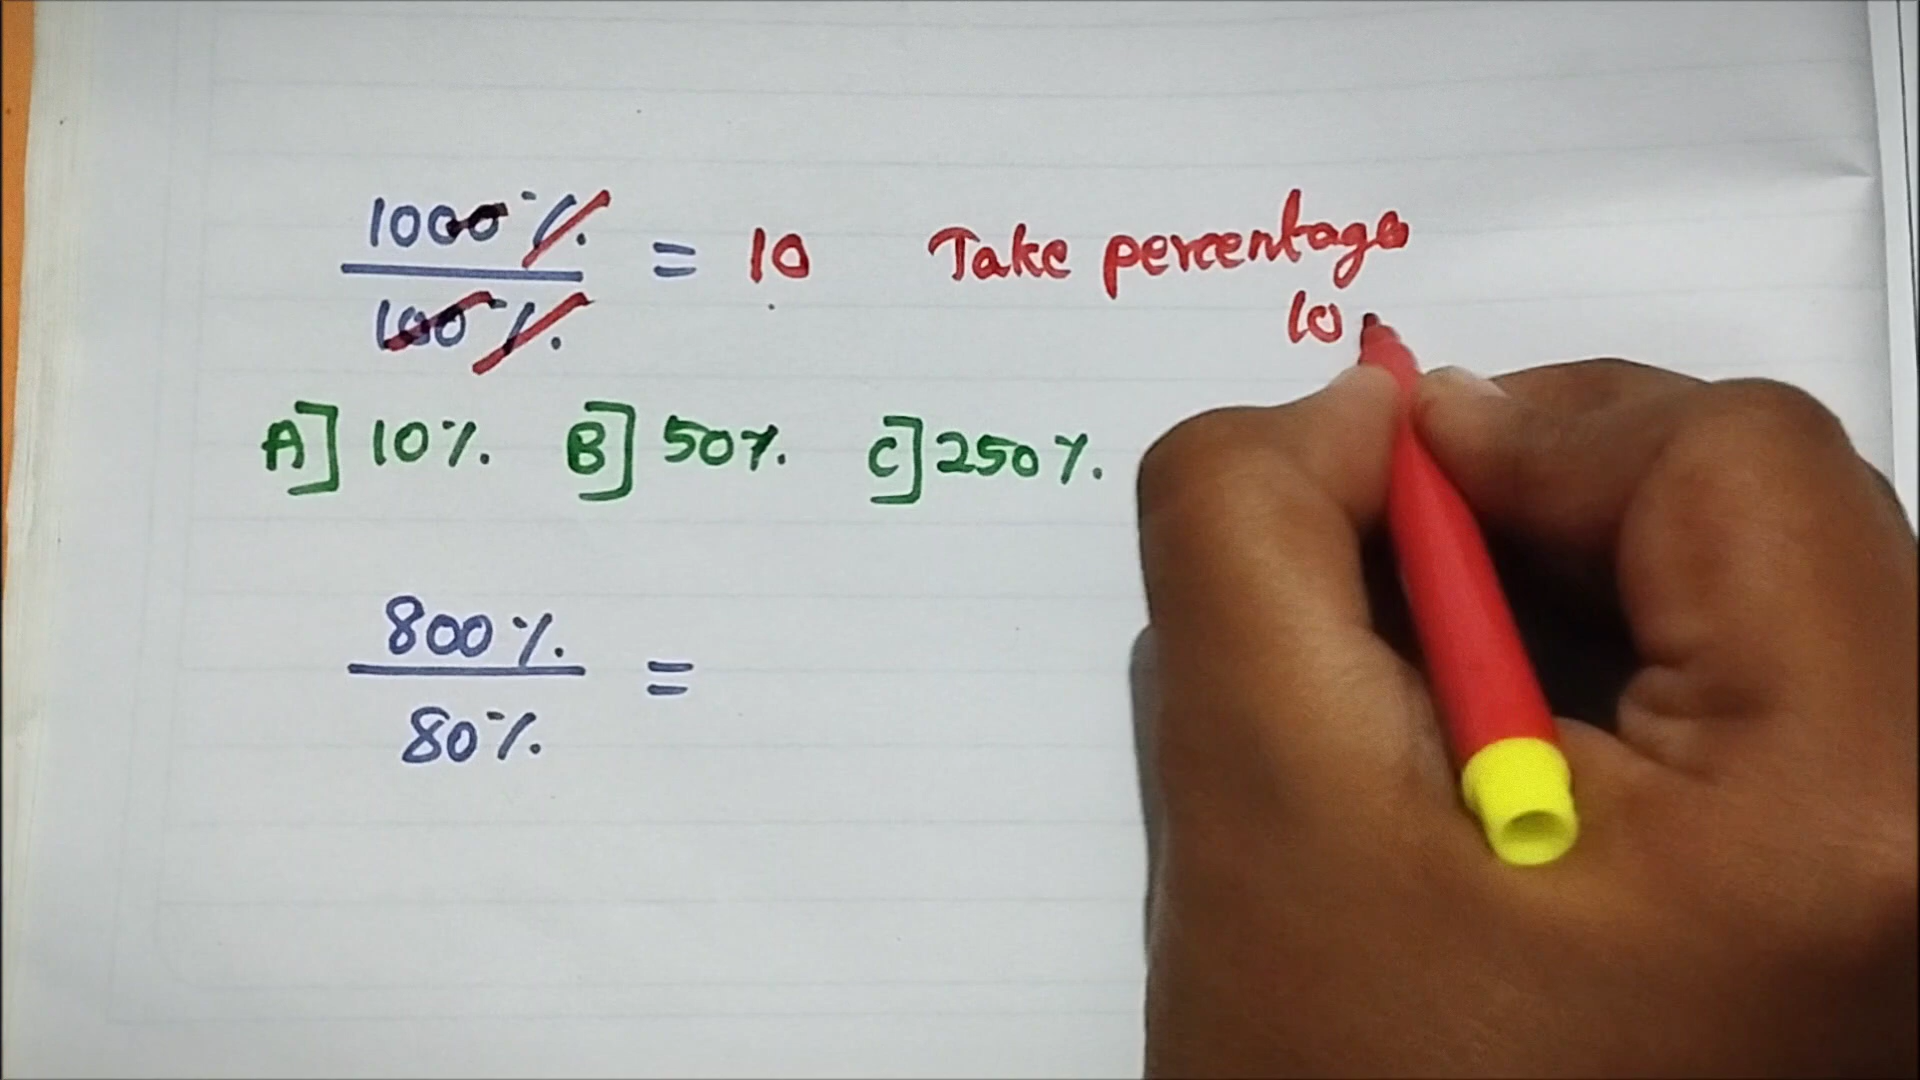 1000% = 10 Take percentage
100% 10
A] 10% B] 50% C] 250%
800% =
80%